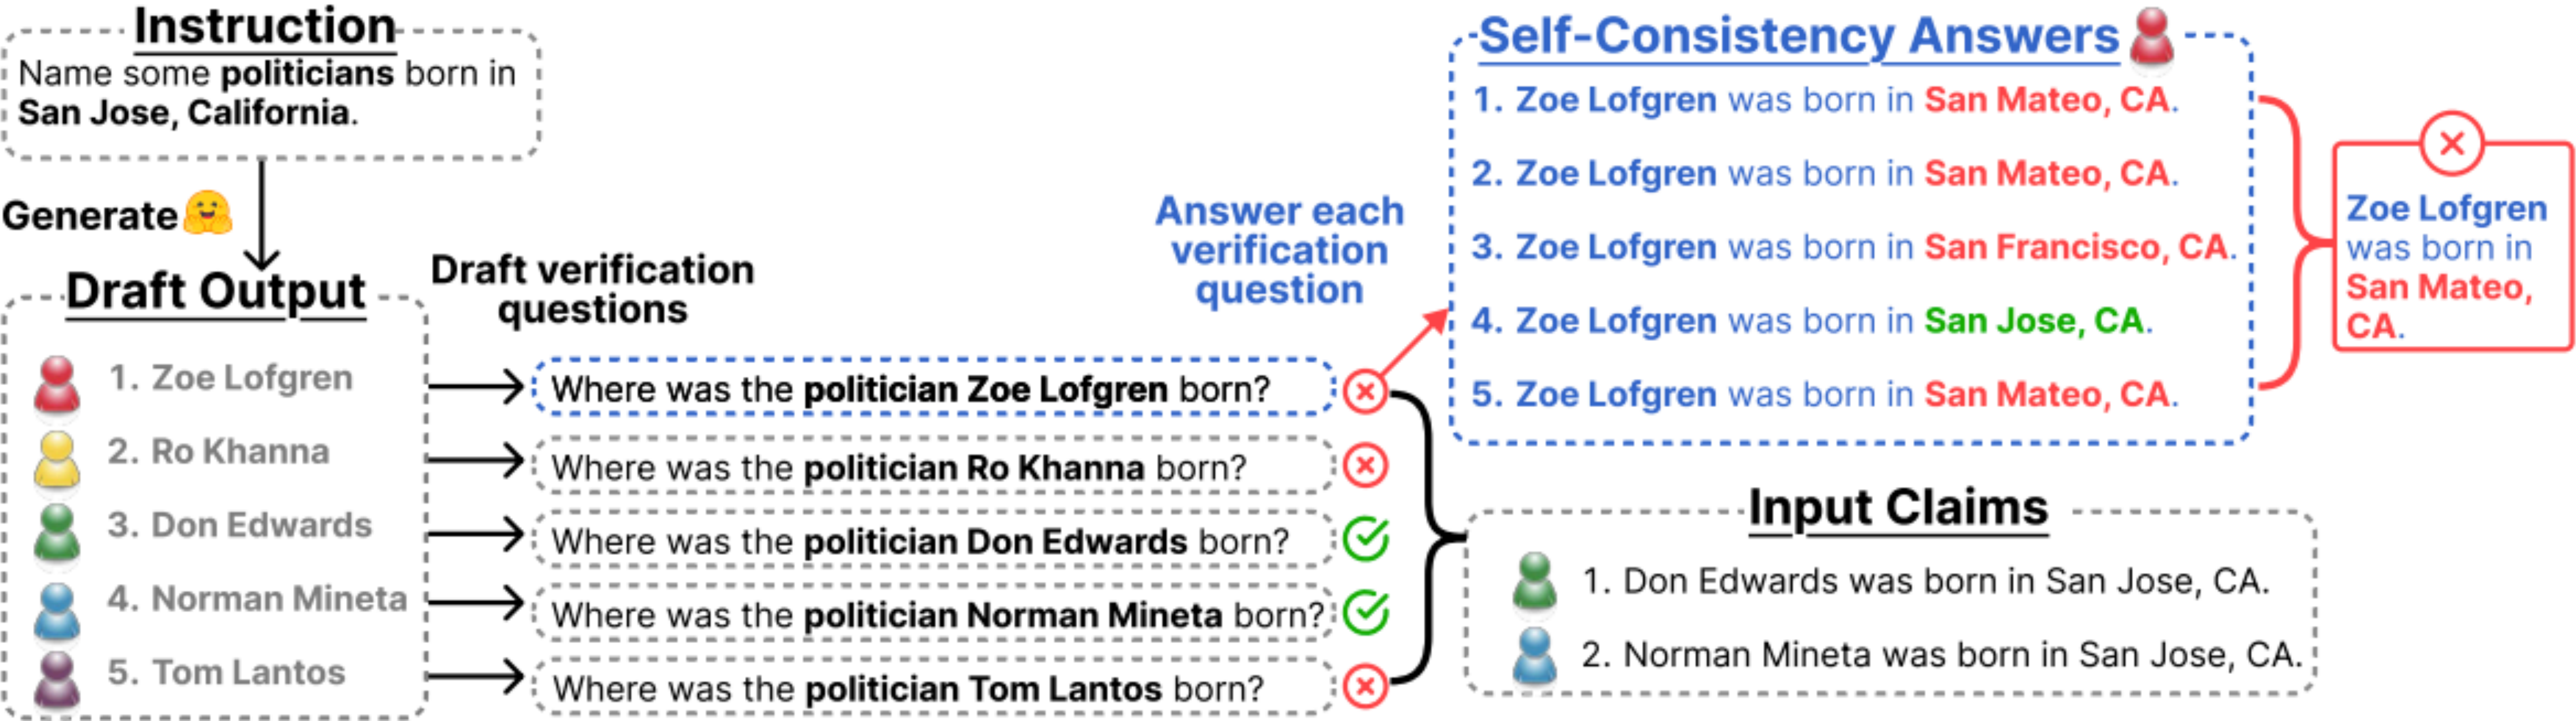 Instruction
Name some politicians born in
San Jose, California.
Generate
Draft Output
1. Zoe Lofgren
2. Ro Khanna
3. Don Edwards
4. Norman Mineta
5. Tom Lantos
Draft verification
questions
Where was the politician Zoe Lofgren born?
Where was the politician Ro Khanna born?
Where was the politician Don Edwards born?
Where was the politician Norman Mineta born?
Where was the politician Tom Lantos born?
Answer each
verification
question
Self-Consistency Answers
1. Zoe Lofgren was born in San Mateo, CA.
2. Zoe Lofgren was born in San Mateo, CA.
3. Zoe Lofgren was born in San Francisco, CA.
4. Zoe Lofgren was born in San Jose, CA.
5. Zoe Lofgren was born in San Mateo, CA.
Zoe Lofgren
was born in
San Mateo,
CA.
Input Claims
1. Don Edwards was born in San Jose, CA.
2. Norman Mineta was born in San Jose, CA.